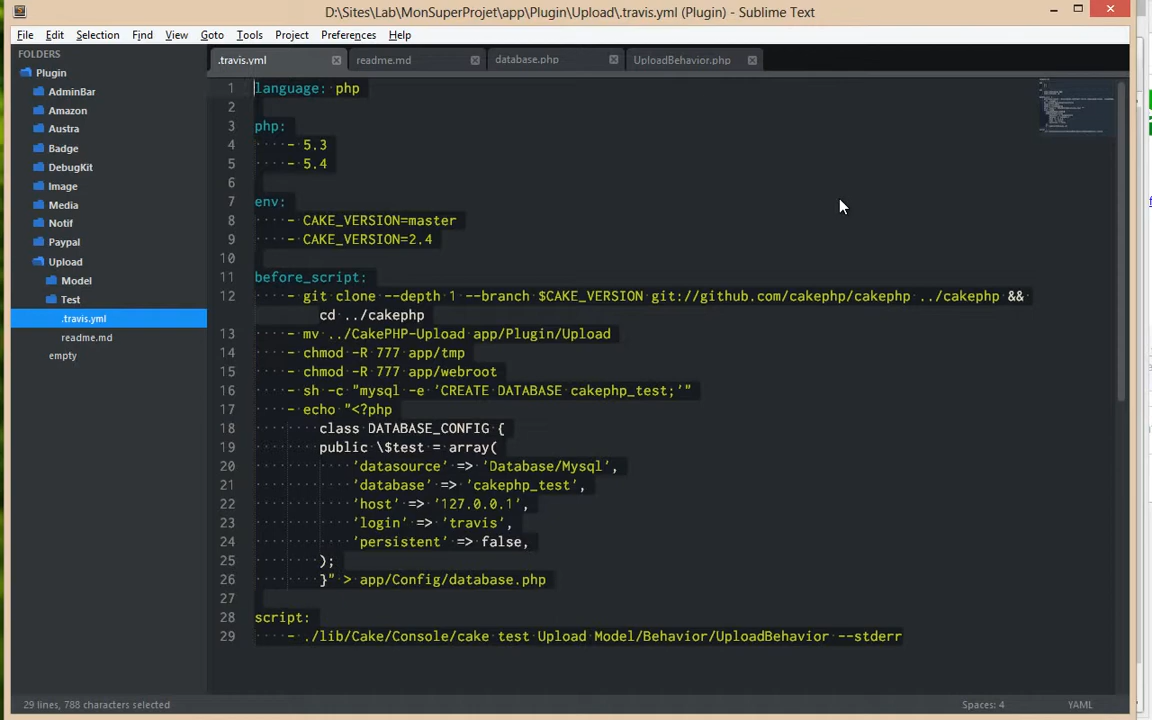 D:\Sites\Lab\MonSuperProjet\app\Plugin\Upload\.travis.yml (Plugin) - Sublime Text
File Edit Selection Find View Goto Tools Project Preferences Help
FOLDERS
Plugin
AdminBar
Amazon
Austra
Badge
DebugKit
Image
Media
Notif
Paypal
Upload
Model
Test
.travis.yml
readme.md
empty
.travis.yml readme.md database.php UploadBehavior.php
1 language: php
2
3 php:
4 - 5.3
5 - 5.4
6
7 env:
8 - CAKE_VERSION=master
9 - CAKE_VERSION=2.4
10
11 before_script:
12 - git clone --depth 1 --branch $CAKE_VERSION git://github.com/cakephp/cakephp ../cakephp &&
cd ../cakephp
13 - mv ../CakePHP-Upload app/Plugin/Upload
14 - chmod -R 777 app/tmp
15 - chmod -R 777 app/webroot
16 - sh -c "mysql -e 'CREATE DATABASE cakephp_test;'"
17 - echo "<?php
18 class DATABASE_CONFIG {
19 public \$test = array(
20 'datasource' => 'Database/Mysql',
21 'database' => 'cakephp_test',
22 'host' => '127.0.0.1',
23 'login' => 'travis',
24 'persistent' => false,
25 );
26 }" > app/Config/database.php
27
28 script:
29 - ./lib/Cake/Console/cake test Upload Model/Behavior/UploadBehavior --stderr
29 lines, 788 characters selected
Spaces: 4 YAML